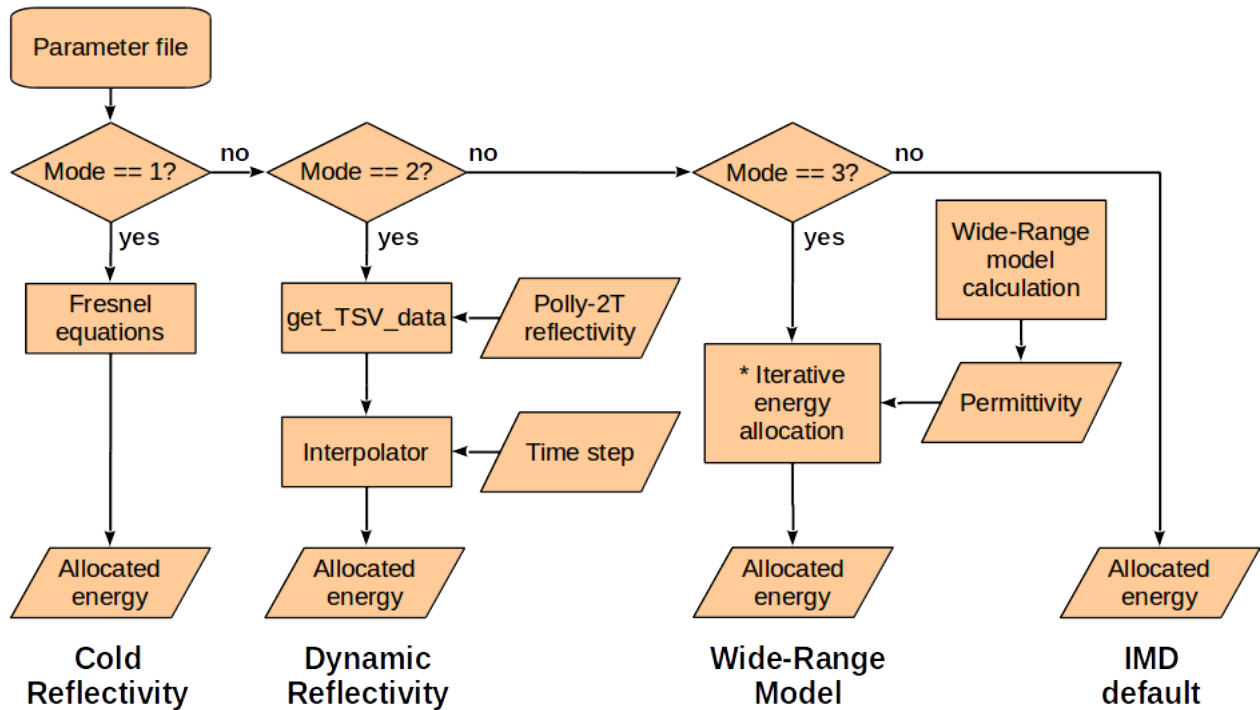 Parameter file
Mode == 1?
no
Mode == 2?
no
Mode == 3?
no
yes
yes
yes
Wide-Range
model
calculation
Fresnel
equations
get_TSV_data
Polly-2T
reflectivity
* Iterative
energy
allocation
Permittivity
Interpolator
Time step
Allocated
energy
Allocated
energy
Allocated
energy
Allocated
energy
Cold
Reflectivity
Dynamic
Reflectivity
Wide-Range
Model
IMD
default